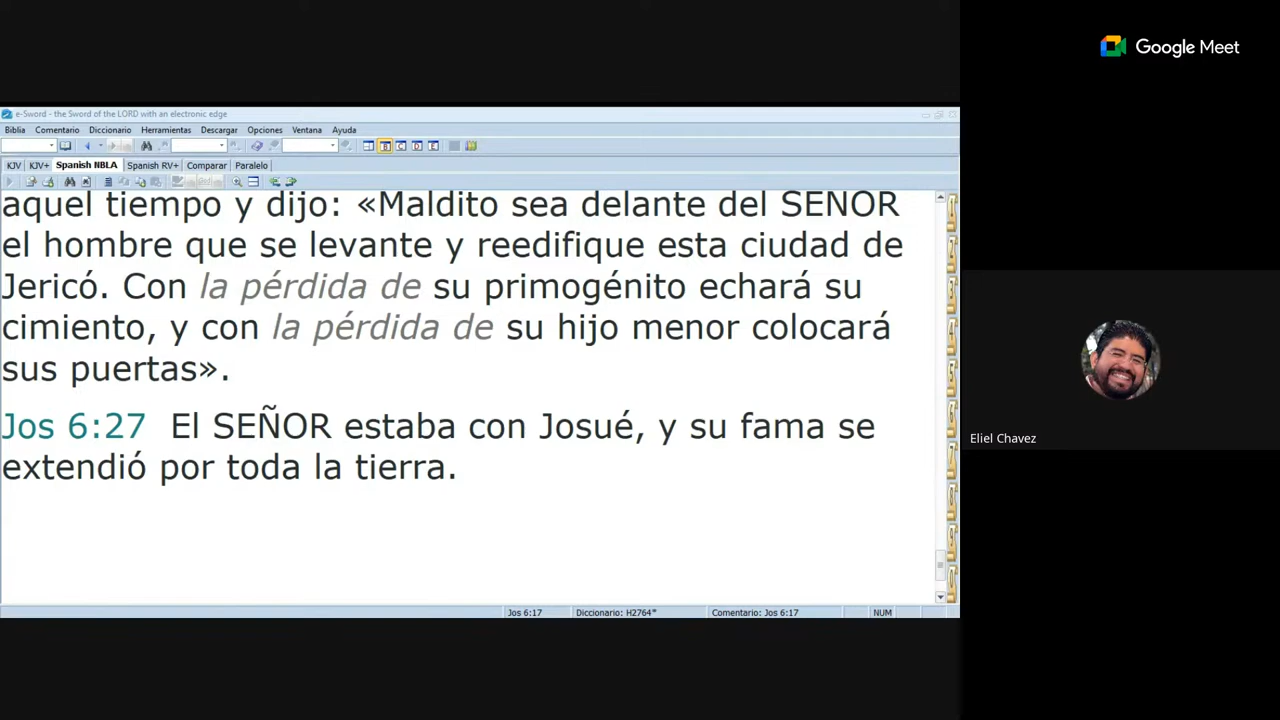 Google Meet
e-Sword - the Sword of the LORD with an electronic edge
Biblia Comentario Diccionario Herramientas Descargar Opciones Ventana Ayuda
KJV KJV+ Spanish NBLA Spanish RV+ Comparar Paralelo
aquel tiempo y dijo: «Maldito sea delante del SEÑOR
el hombre que se levante y reedifique esta ciudad de
Jericó. Con la pérdida de su primogénito echará su
cimiento, y con la pérdida de su hijo menor colocará
sus puertas».
Jos 6:27 El SEÑOR estaba con Josué, y su fama se
extendió por toda la tierra.
Jos 6:17 Diccionario: H2764* Comentario: Jos 6:17 NUM
Eliel Chavez